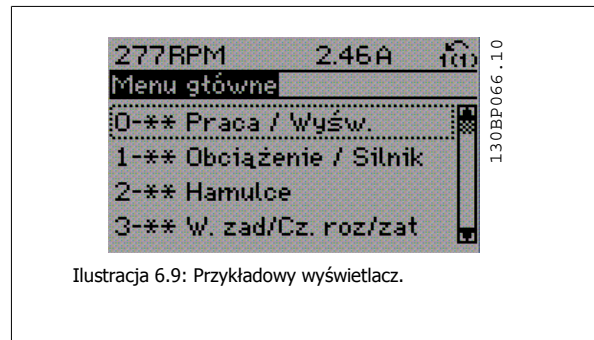 277RPM 2.46A 1(1)
Menu główne
0-** Praca / Wyśw.
1-** Obciążenie / Silnik
2-** Hamulce
3-** W. zad/Cz. roz/zat
130BP066.10
Ilustracja 6.9: Przykładowy wyświetlacz.